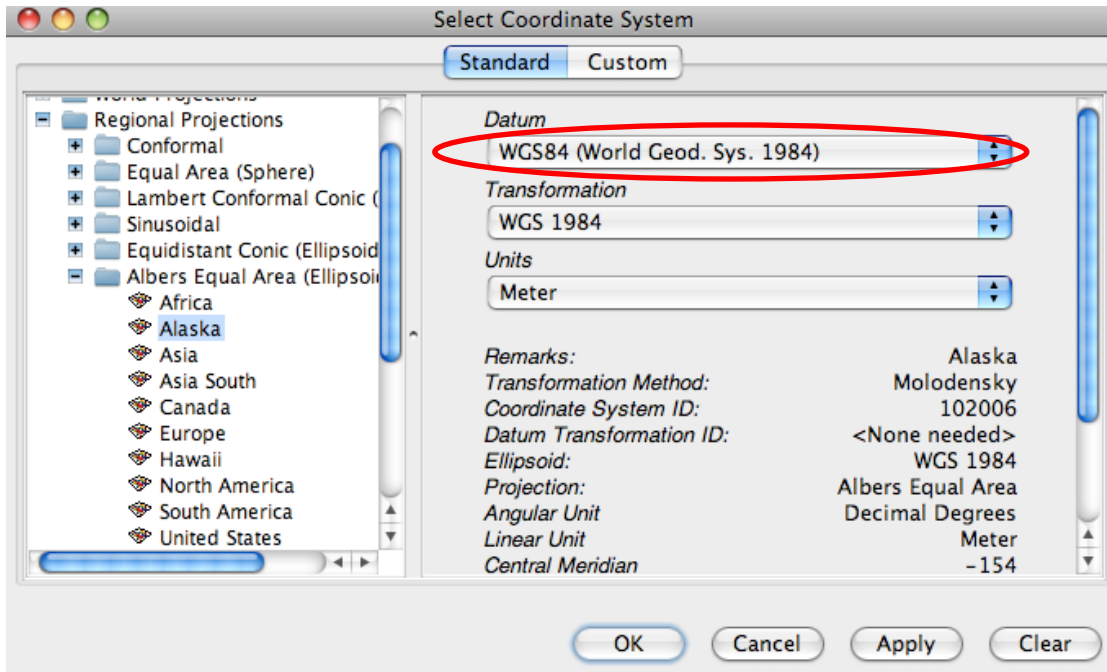 Select Coordinate System
Standard Custom
World Projections
Regional Projections
Conformal
Equal Area (Sphere)
Lambert Conformal Conic (
Sinusoidal
Equidistant Conic (Ellipsoid
Albers Equal Area (Ellipsoid
Africa
Alaska
Asia
Asia South
Canada
Europe
Hawaii
North America
South America
United States
Datum
WGS84 (World Geod. Sys. 1984)
Transformation
WGS 1984
Units
Meter
Remarks: Alaska
Transformation Method: Molodensky
Coordinate System ID: 102006
Datum Transformation ID: <None needed>
Ellipsoid: WGS 1984
Projection: Albers Equal Area
Angular Unit Decimal Degrees
Linear Unit Meter
Central Meridian -154
OK Cancel Apply Clear